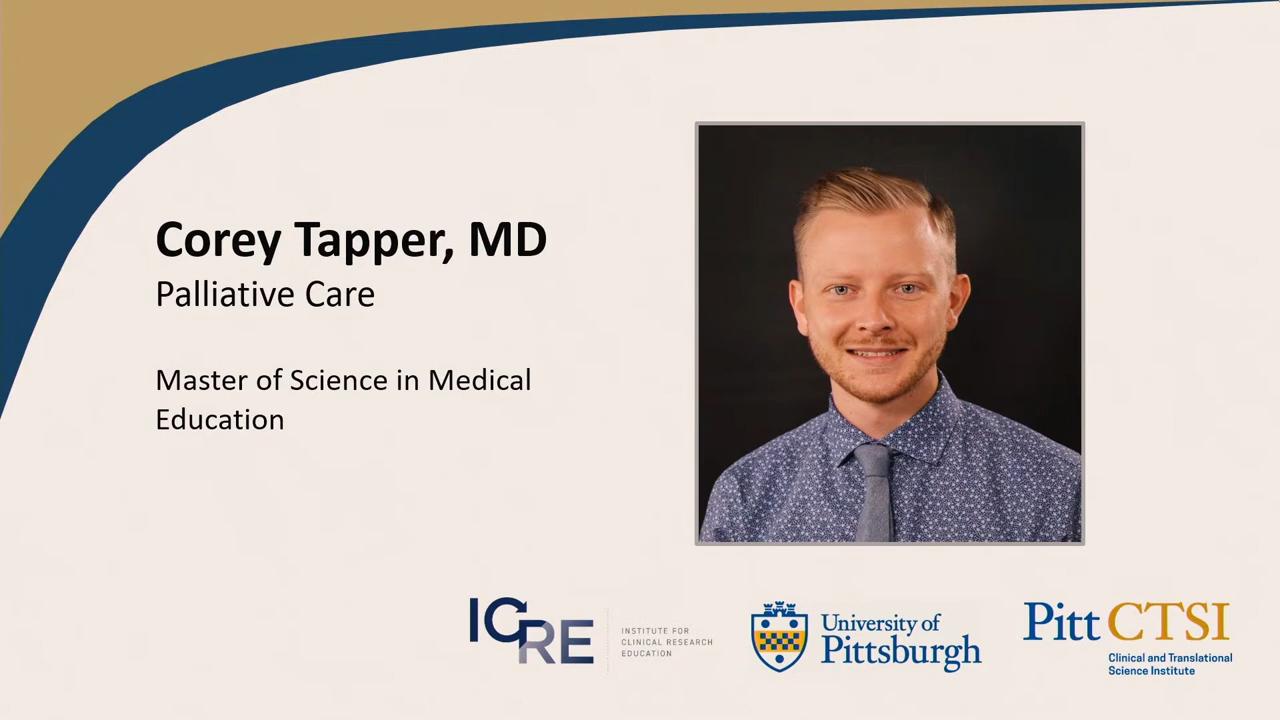 Corey Tapper, MD
Palliative Care
Master of Science in Medical
Education
ICRE
INSTITUTE FOR
CLINICAL RESEARCH
EDUCATION
University of
Pittsburgh
Pitt CTSI
Clinical and Translational
Science Institute